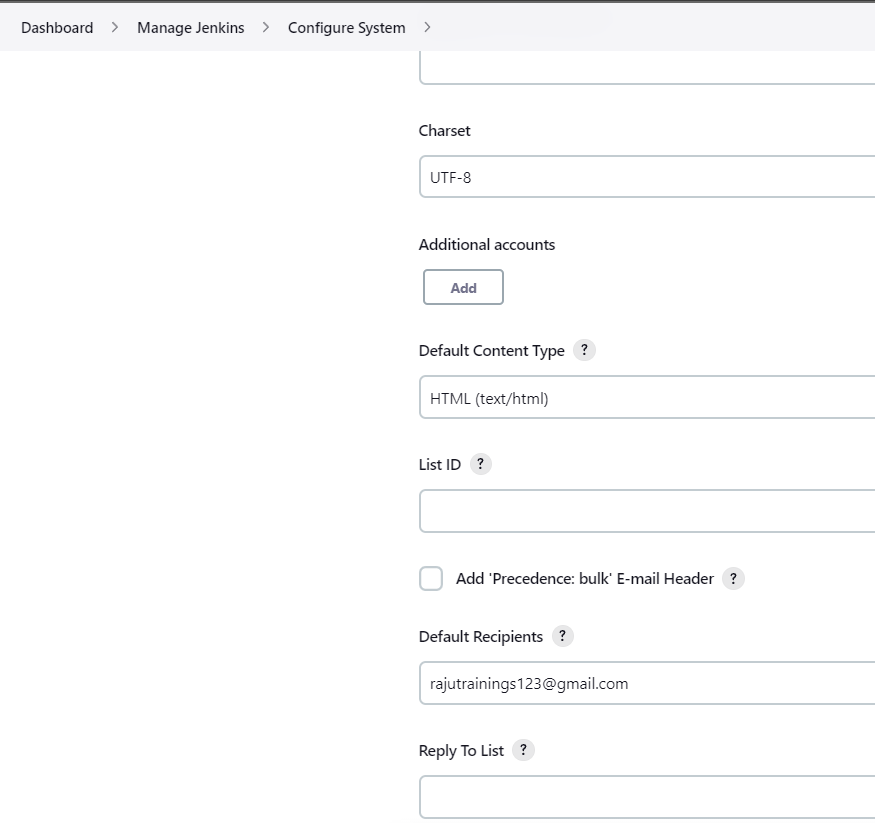 Dashboard > Manage Jenkins > Configure System >
Charset
UTF-8
Additional accounts
Add
Default Content Type ?
HTML (text/html)
List ID ?
Add 'Precedence: bulk' E-mail Header ?
Default Recipients ?
rajutrainings123@gmail.com
Reply To List ?